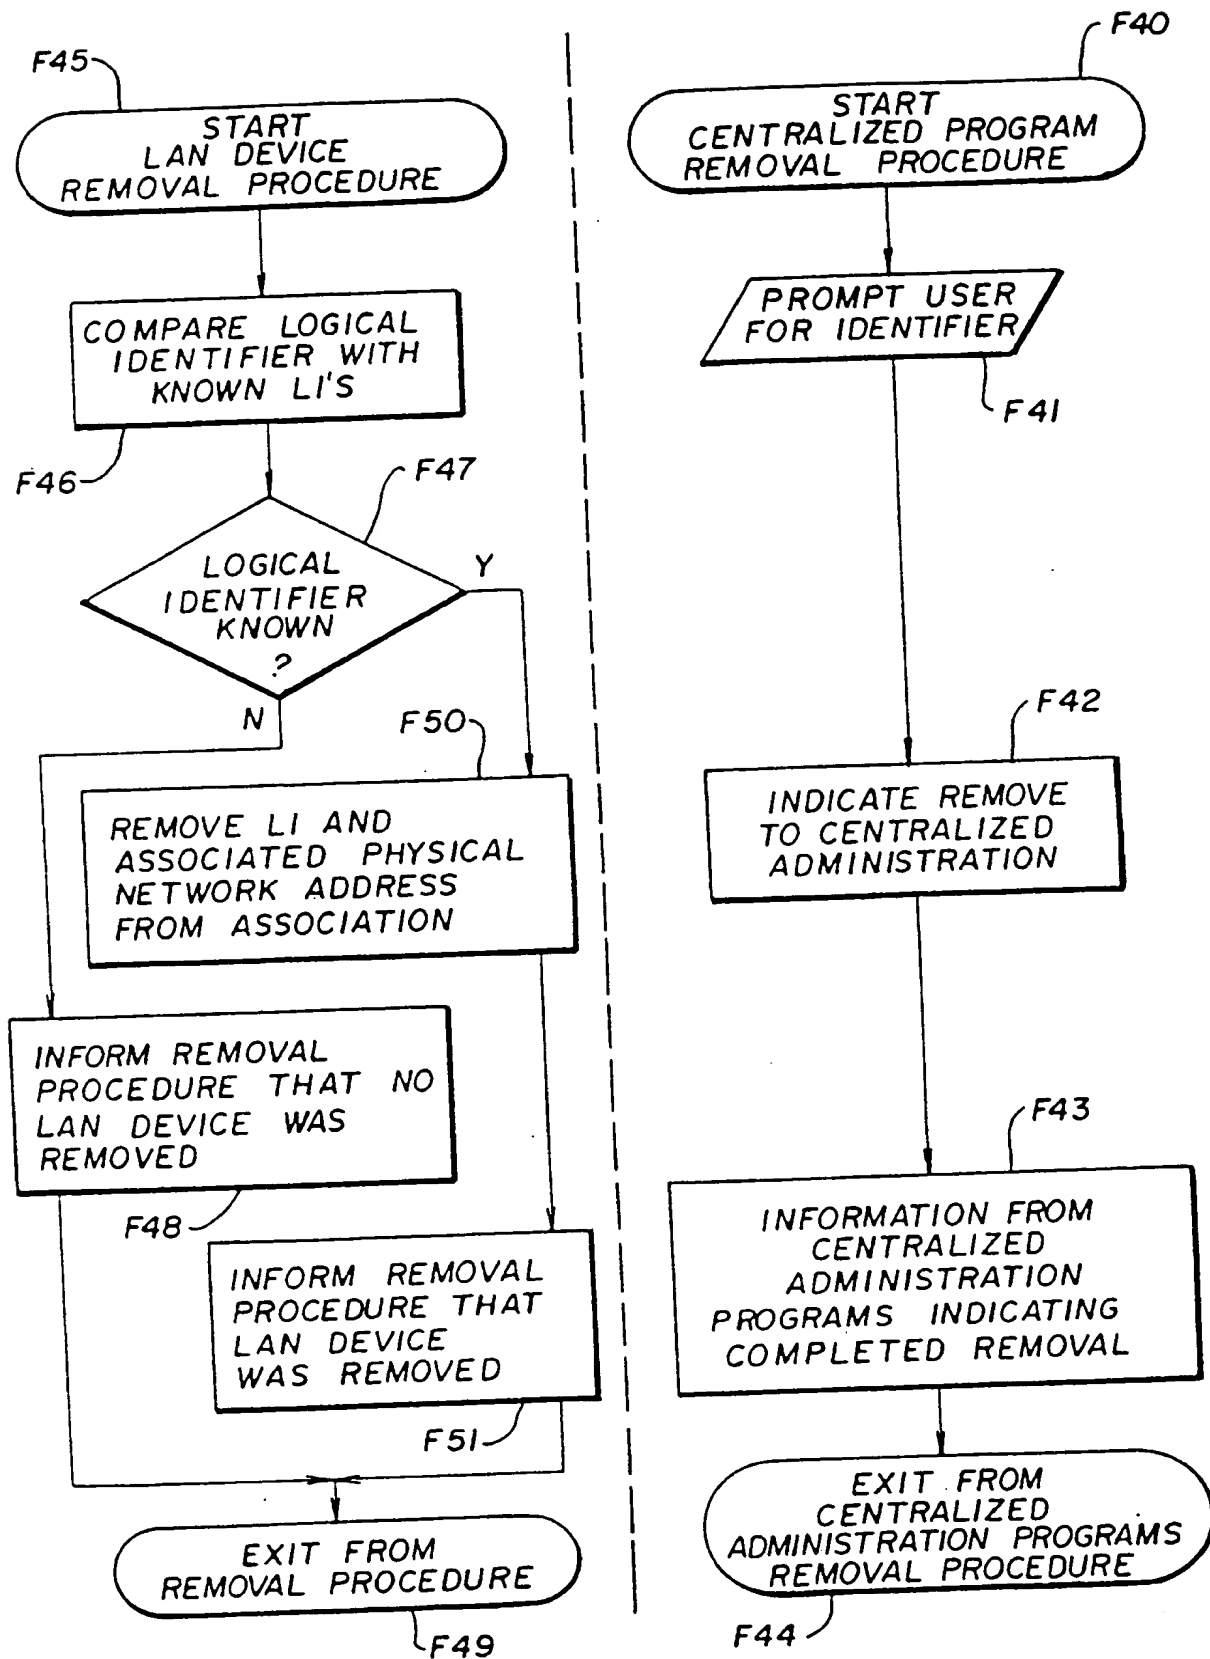 F45
START
LAN DEVICE
REMOVAL PROCEDURE
COMPARE LOGICAL
IDENTIFIER WITH
KNOWN LI'S
F46
F47
LOGICAL
IDENTIFIER
KNOWN
?
Y
N
F50
REMOVE LI AND
ASSOCIATED PHYSICAL
NETWORK ADDRESS
FROM ASSOCIATION
INFORM REMOVAL
PROCEDURE THAT NO
LAN DEVICE WAS
REMOVED
F48
INFORM REMOVAL
PROCEDURE THAT
LAN DEVICE
WAS REMOVED
F51
EXIT FROM
REMOVAL PROCEDURE
F49
F40
START
CENTRALIZED PROGRAM
REMOVAL PROCEDURE
PROMPT USER
FOR IDENTIFIER
F41
F42
INDICATE REMOVE
TO CENTRALIZED
ADMINISTRATION
F43
INFORMATION FROM
CENTRALIZED
ADMINISTRATION
PROGRAMS INDICATING
COMPLETED REMOVAL
EXIT FROM
CENTRALIZED
ADMINISTRATION PROGRAMS
REMOVAL PROCEDURE
F44